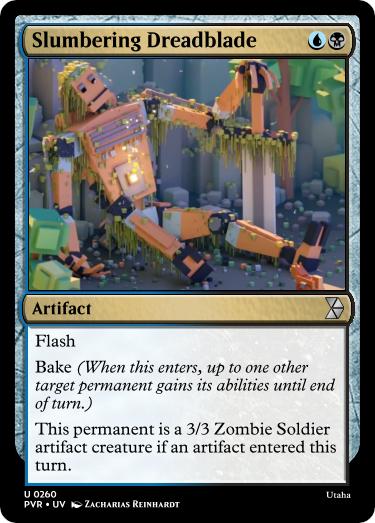 Slumbering Dreadblade
Artifact
Flash
Bake (When this enters, up to one other
target permanent gains its abilities until end
of turn.)
This permanent is a 3/3 Zombie Soldier
artifact creature if an artifact entered this
turn.
U 0260
PVR • UV Zacharias Reinhardt
Utaha